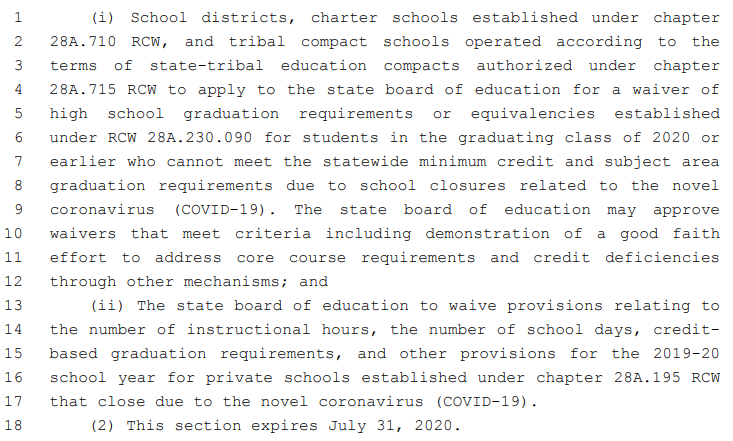 1 (i) School districts, charter schools established under chapter
2 28A.710 RCW, and tribal compact schools operated according to the
3 terms of state-tribal education compacts authorized under chapter
4 28A.715 RCW to apply to the state board of education for a waiver of
5 high school graduation requirements or equivalencies established
6 under RCW 28A.230.090 for students in the graduating class of 2020 or
7 earlier who cannot meet the statewide minimum credit and subject area
8 graduation requirements due to school closures related to the novel
9 coronavirus (COVID-19). The state board of education may approve
10 waivers that meet criteria including demonstration of a good faith
11 effort to address core course requirements and credit deficiencies
12 through other mechanisms; and
13 (ii) The state board of education to waive provisions relating to
14 the number of instructional hours, the number of school days, credit-
15 based graduation requirements, and other provisions for the 2019-20
16 school year for private schools established under chapter 28A.195 RCW
17 that close due to the novel coronavirus (COVID-19).
18 (2) This section expires July 31, 2020.